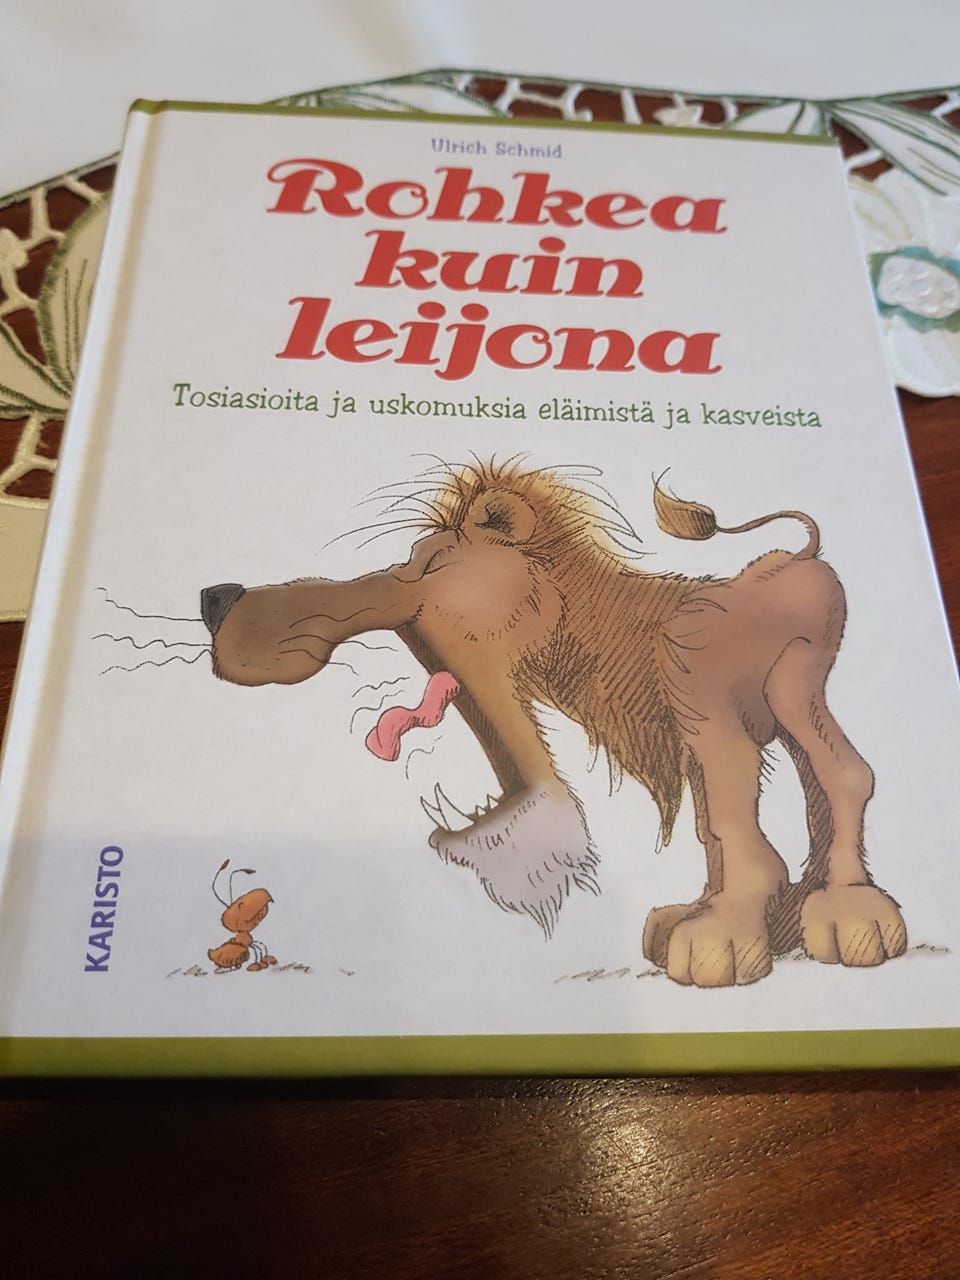 Ulrich Schmid
Rohkea
kuin
leijona
Tosiasioita ja uskomuksia eläimistä ja kasveista
KARISTO